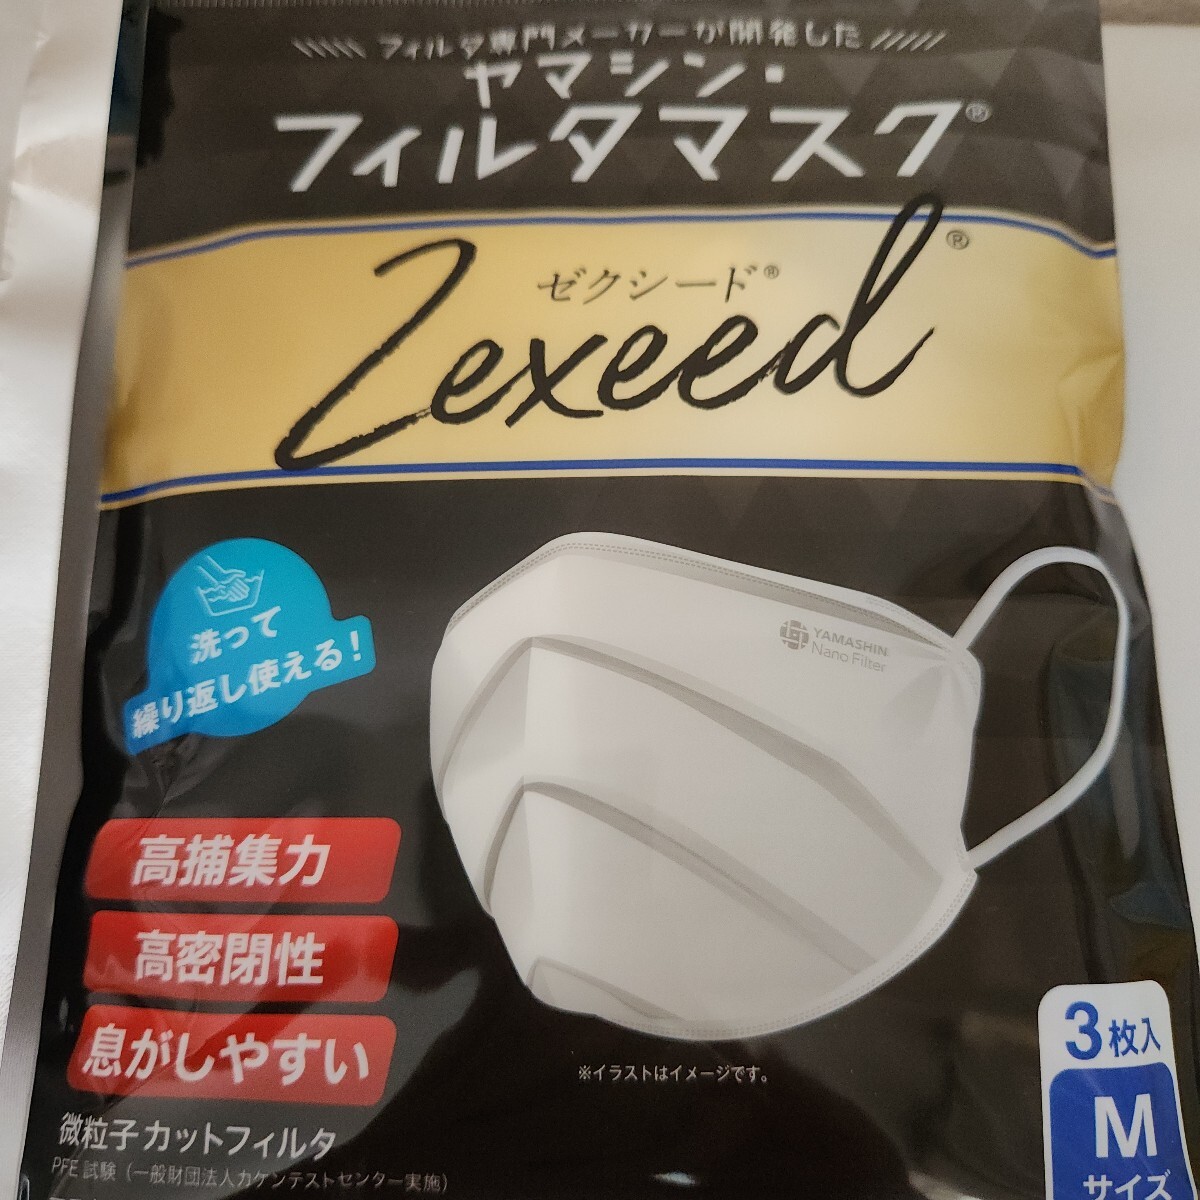 フィルタ専門メーカーが開発した
ヤマシン・
フィルタマスク®
ゼクシード®
Zexeed®
洗って
繰り返し使える!
YAMASHIN
Nano Filter
高捕集力
高密閉性
息がしやすい
※イラストはイメージです。
微粒子カットフィルタ
PFE試験(一般財団法人カケンテストセンター実施)
3枚入
M
サイズ